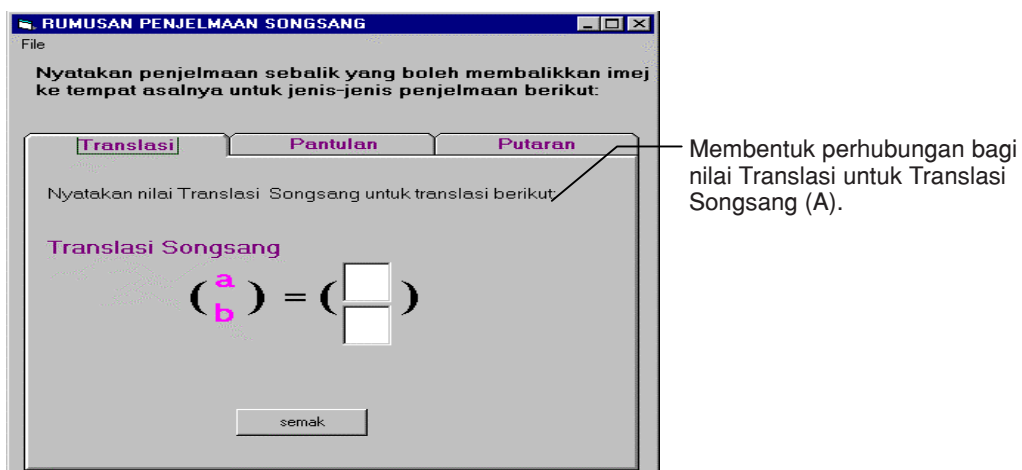 RUMUSAN PENJELMAAN SONGSANG
File
Nyatakan penjelmaan sebalik yang boleh membalikkan imej
ke tempat asalnya untuk jenis-jenis penjelmaan berikut:
Translasi
Pantulan
Putaran
Nyatakan nilai Translasi Songsang untuk translasi berikut:
Translasi Songsang
(a
b) = ( )
semak
Membentuk perhubungan bagi
nilai Translasi untuk Translasi
Songsang (A).